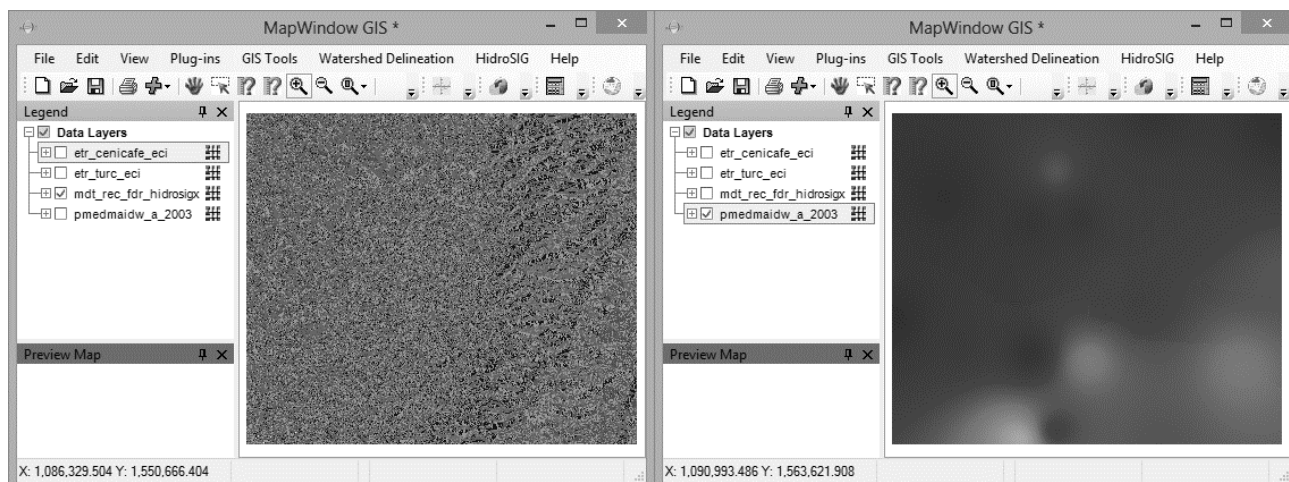 MapWindow GIS *
File Edit View Plug-ins GIS Tools Watershed Delineation HidroSIG Help
Legend
Data Layers
etr_cenicafe_eci
etr_turc_eci
mdt_rec_fdr_hidrosigx
pmedmaidw_a_2003
Preview Map
X: 1,086,329.504 Y: 1,550,666.404
MapWindow GIS *
File Edit View Plug-ins GIS Tools Watershed Delineation HidroSIG Help
Legend
Data Layers
etr_cenicafe_eci
etr_turc_eci
mdt_rec_fdr_hidrosigx
pmedmaidw_a_2003
Preview Map
X: 1,090,993.486 Y: 1,563,621.908